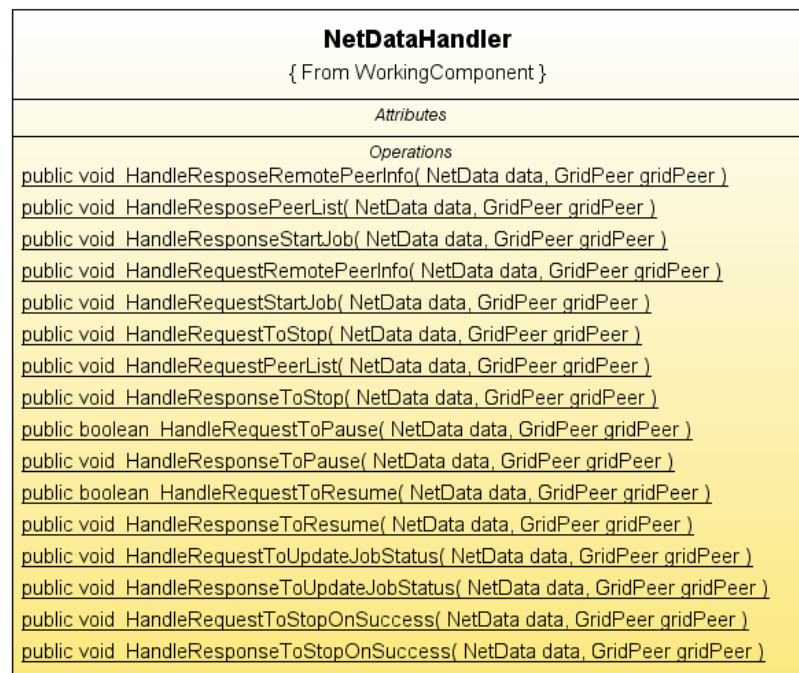 NetDataHandler
{ From WorkingComponent }
Attributes
Operations
public void HandleResposeRemotePeerInfo( NetData data, GridPeer gridPeer )
public void HandleResposePeerList( NetData data, GridPeer gridPeer )
public void HandleResponseStartJob( NetData data, GridPeer gridPeer )
public void HandleRequestRemotePeerInfo( NetData data, GridPeer gridPeer )
public void HandleRequestStartJob( NetData data, GridPeer gridPeer )
public void HandleRequestToStop( NetData data, GridPeer gridPeer )
public void HandleRequestPeerList( NetData data, GridPeer gridPeer )
public void HandleResponseToStop( NetData data, GridPeer gridPeer )
public boolean HandleRequestToPause( NetData data, GridPeer gridPeer )
public void HandleResponseToPause( NetData data, GridPeer gridPeer )
public boolean HandleRequestToResume( NetData data, GridPeer gridPeer )
public void HandleResponseToResume( NetData data, GridPeer gridPeer )
public void HandleRequestToUpdateJobStatus( NetData data, GridPeer gridPeer )
public void HandleResponseToUpdateJobStatus( NetData data, GridPeer gridPeer )
public void HandleRequestToStopOnSuccess( NetData data, GridPeer gridPeer )
public void HandleResponseToStopOnSuccess( NetData data, GridPeer gridPeer )